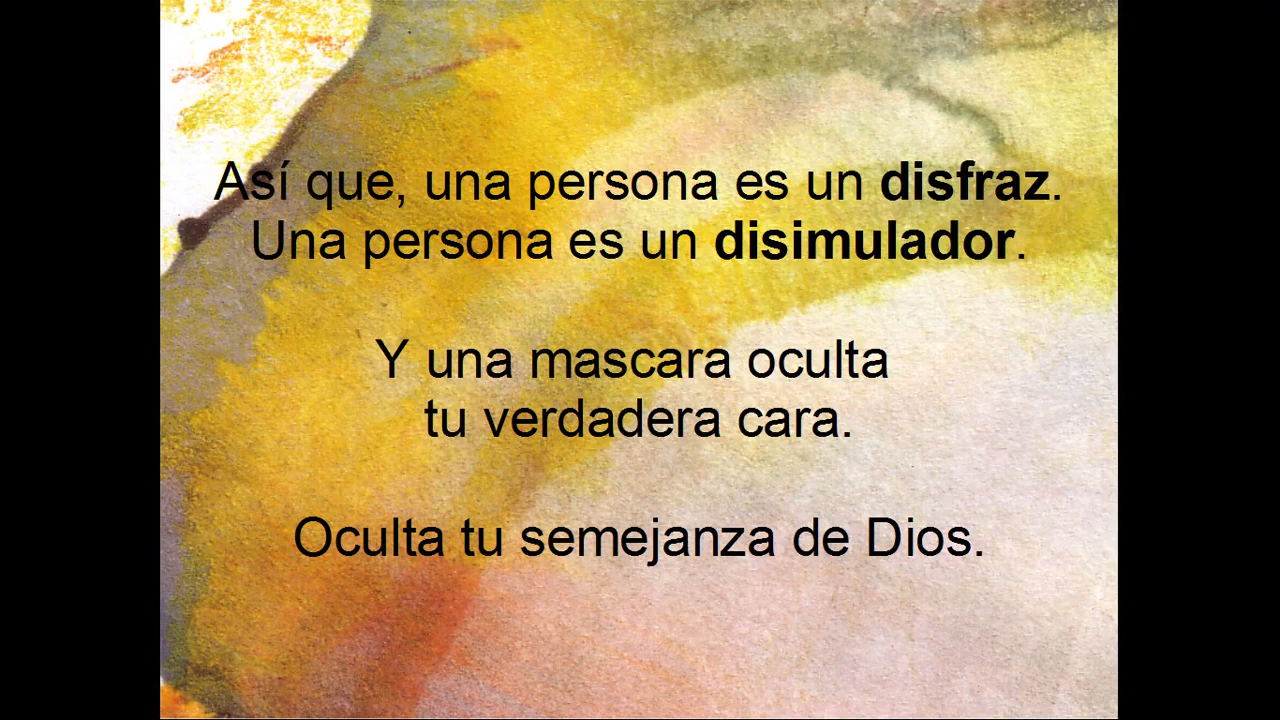 Así que, una persona es un disfraz.
Una persona es un disimulador.
Y una mascara oculta
tu verdadera cara.
Oculta tu semejanza de Dios.